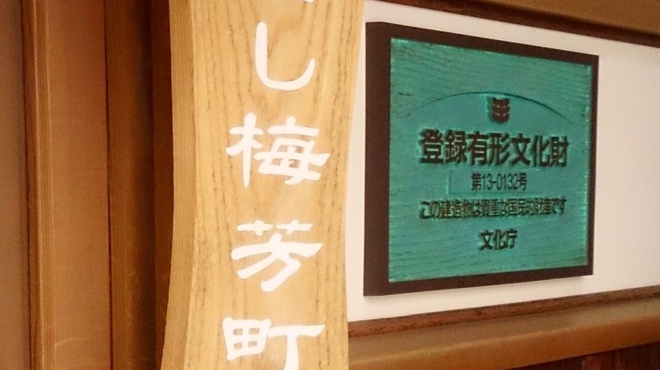 し梅芳町
登録有形文化財
第13-0132号
この建造物は貴重な国民的財産です
文化庁